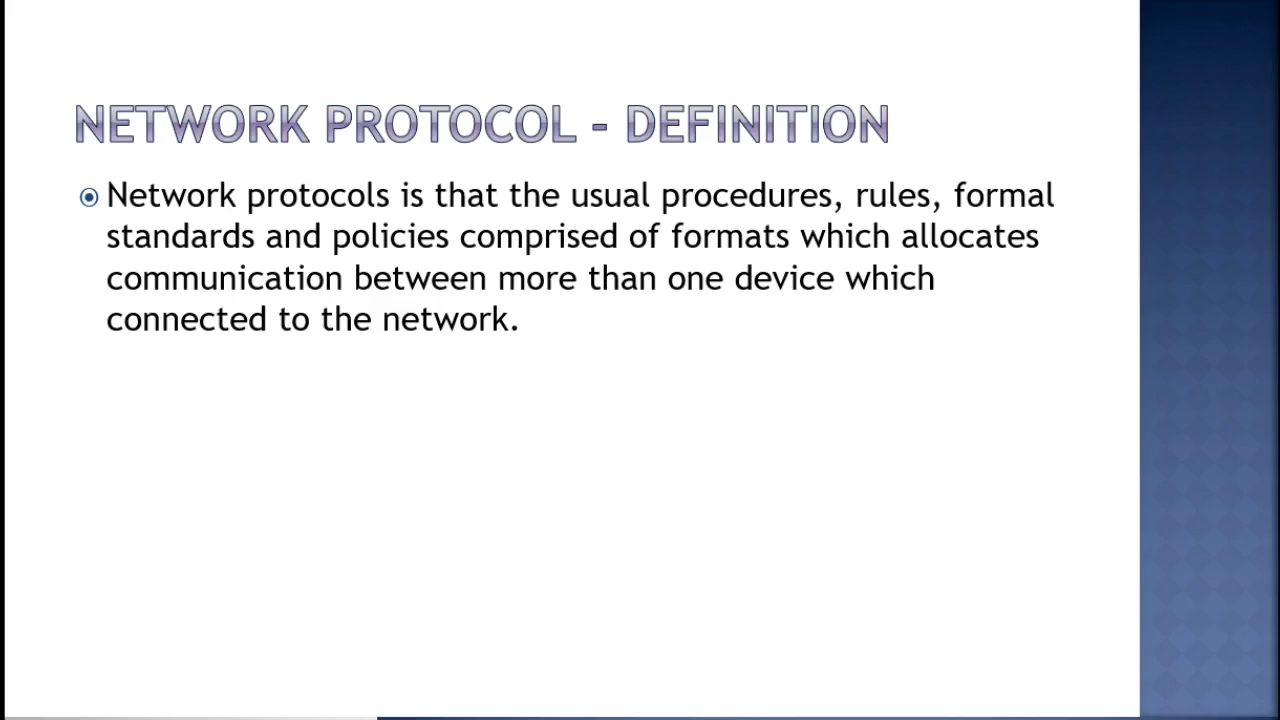 NETWORK PROTOCOL - DEFINITION
Network protocols is that the usual procedures, rules, formal
standards and policies comprised of formats which allocates
communication between more than one device which
connected to the network.